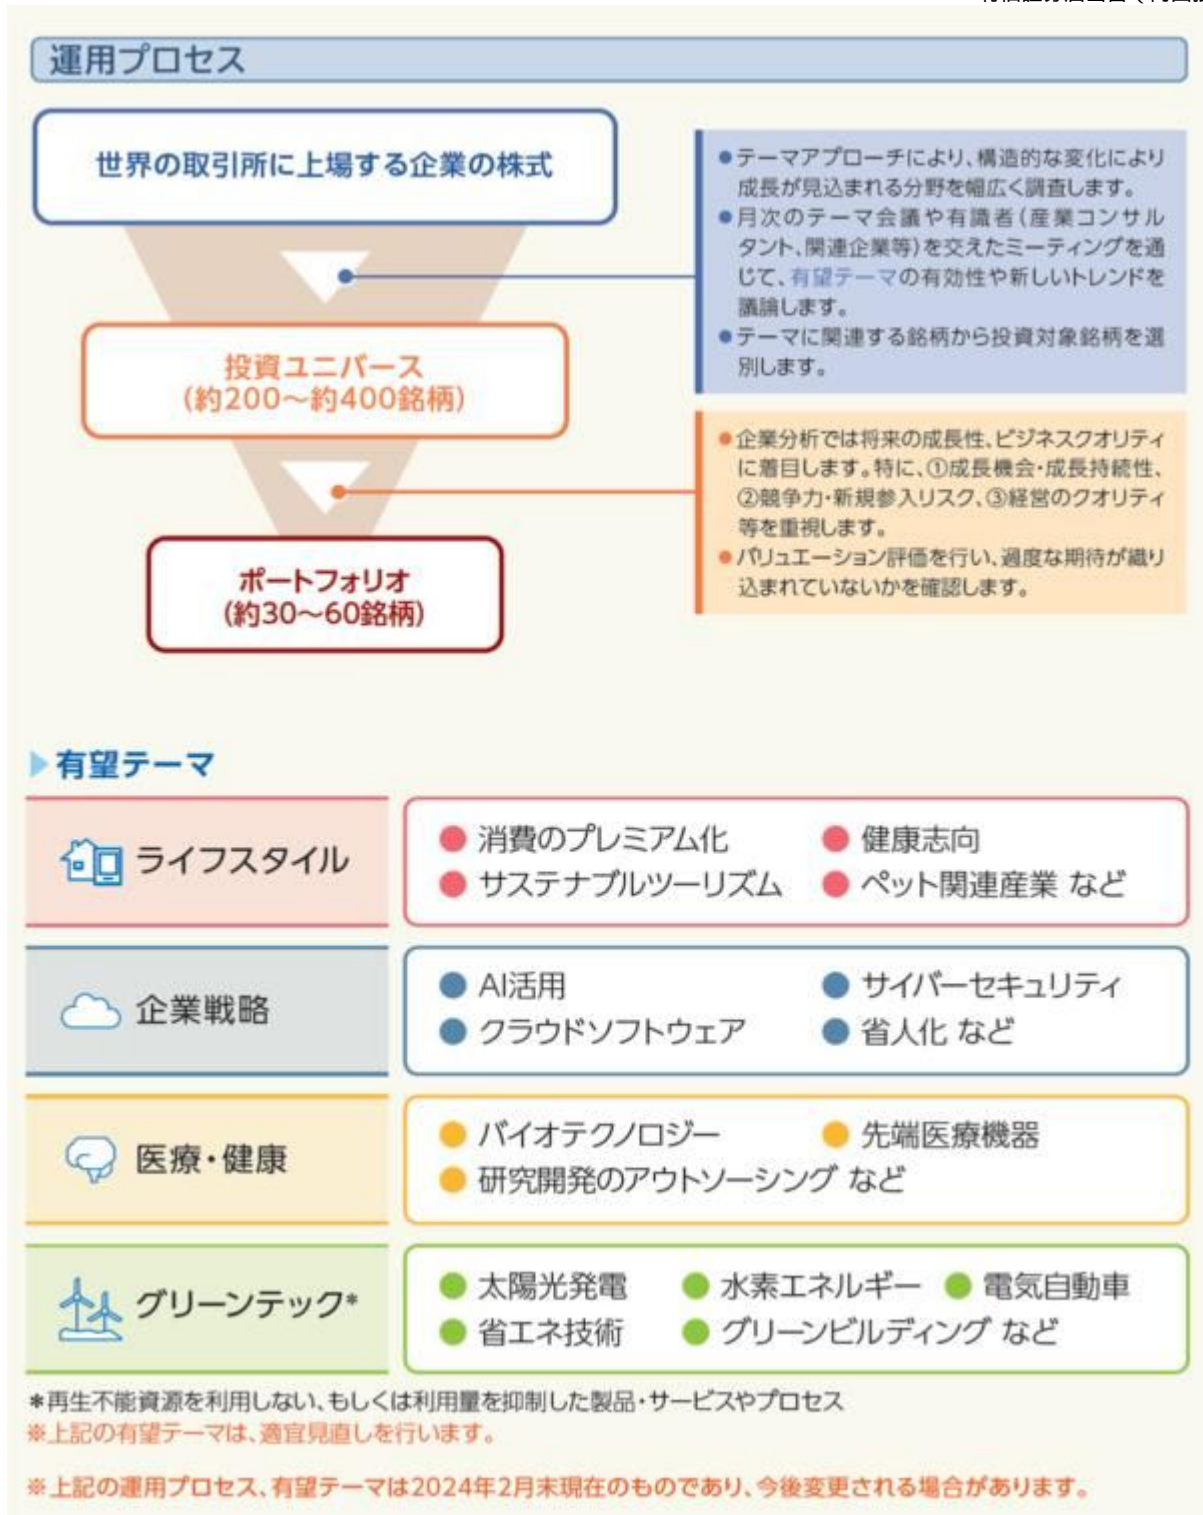 運用プロセス
世界の取引所に上場する企業の株式
投資ユニバース
(約200～約400銘柄)
ポートフォリオ
(約30～60銘柄)
●テーマアプローチにより、構造的な変化により
成長が見込まれる分野を幅広く調査します。
●月次のテーマ会議や有識者(産業コンサル
タント、関連企業等)を交えたミーティングを通
じて、有望テーマの有効性や新しいトレンドを
議論します。
●テーマに関連する銘柄から投資対象銘柄を選
別します。
●企業分析では将来の成長性、ビジネスクオリティ
に着目します。特に、①成長機会・成長持続性、
②競争力・新規参入リスク、③経営のクオリティ
等を重視します。
●バリュエーション評価を行い、過度な期待が織り
込まれていないかを確認します。
有望テーマ
ライフスタイル
● 消費のプレミアム化 ● 健康志向
● サステナブルツーリズム ● ペット関連産業 など
企業戦略
● AI活用 ● サイバーセキュリティ
● クラウドソフトウェア ● 省人化 など
医療・健康
● バイオテクノロジー ● 先端医療機器
● 研究開発のアウトソーシング など
グリーンテック*
● 太陽光発電 ● 水素エネルギー ● 電気自動車
● 省エネ技術 ● グリーンビルディング など
＊再生不能資源を利用しない、もしくは利用量を抑制した製品・サービスやプロセス
※上記の有望テーマは、適宜見直しを行います。
※上記の運用プロセス、有望テーマは2024年2月末現在のものであり、今後変更される場合があります。